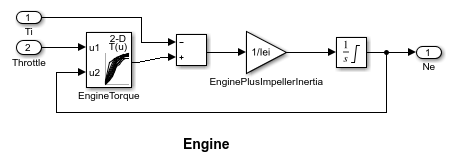 1
Ti
2
Throttle
u1
u2
2-D
T(u)
EngineTorque
−
+
1/Iei
EnginePlusImpellerInertia
1
s
1
Ne
Engine